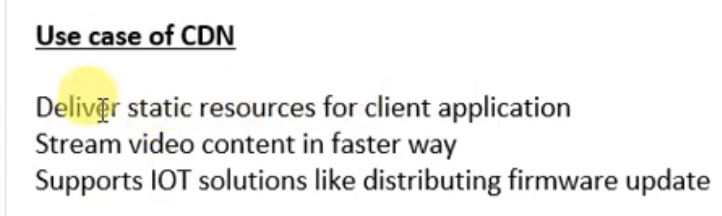 Use case of CDN
Deliver static resources for client application
Stream video content in faster way
Supports IOT solutions like distributing firmware update